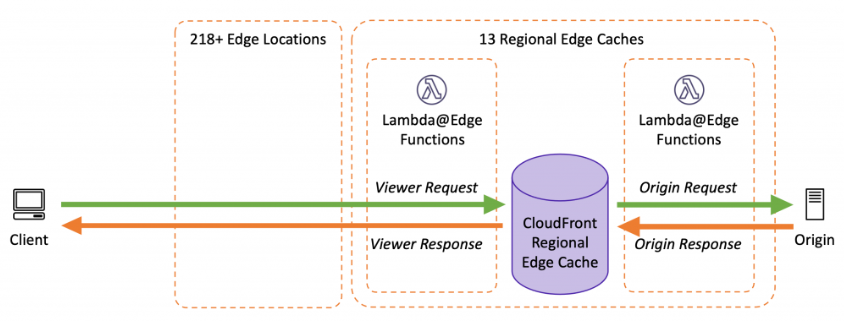 218+ Edge Locations
13 Regional Edge Caches
Lambda@Edge
Functions
Lambda@Edge
Functions
Viewer Request
Origin Request
Client
Viewer Response
CloudFront
Regional
Edge Cache
Origin Response
Origin